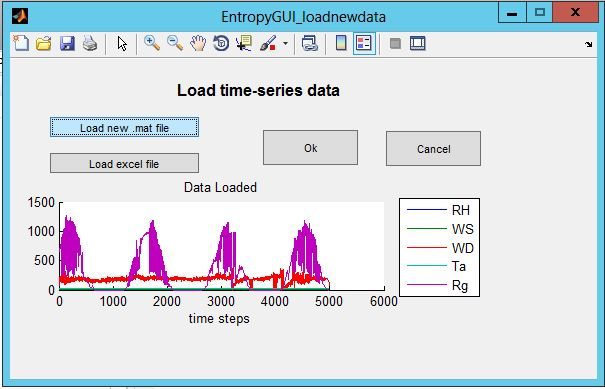 EntropyGUI_loadnewdata
Load time-series data
Load new .mat file
Ok
Cancel
Load excel file
Data Loaded
1500
1000
500
0
0 1000 2000 3000 4000 5000 6000
time steps
RH
WS
WD
Ta
Rg